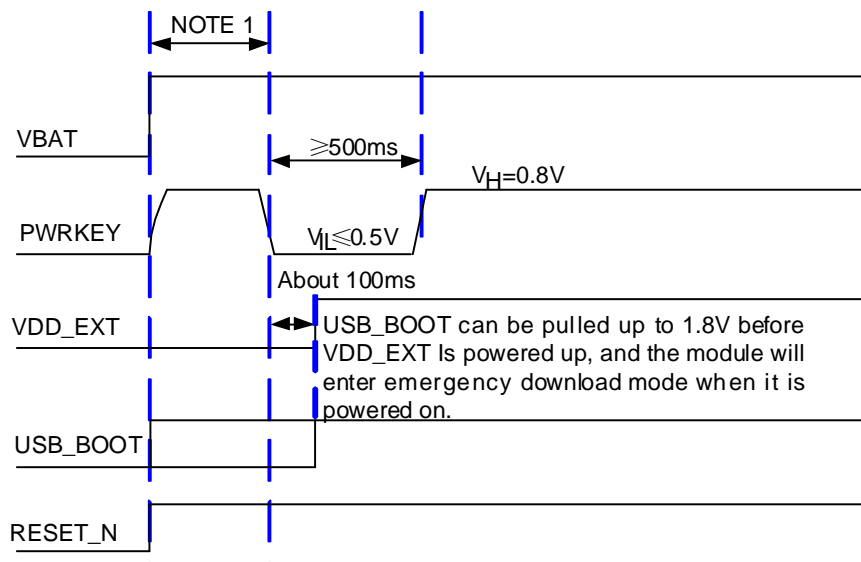 NOTE 1
VBAT
≥500ms
VH=0.8V
PWRKEY
VIL≤0.5V
About 100ms
VDD_EXT
USB_BOOT can be pulled up to 1.8V before
VDD_EXT Is powered up, and the module will
enter emergency download mode when it is
powered on.
USB_BOOT
RESET_N